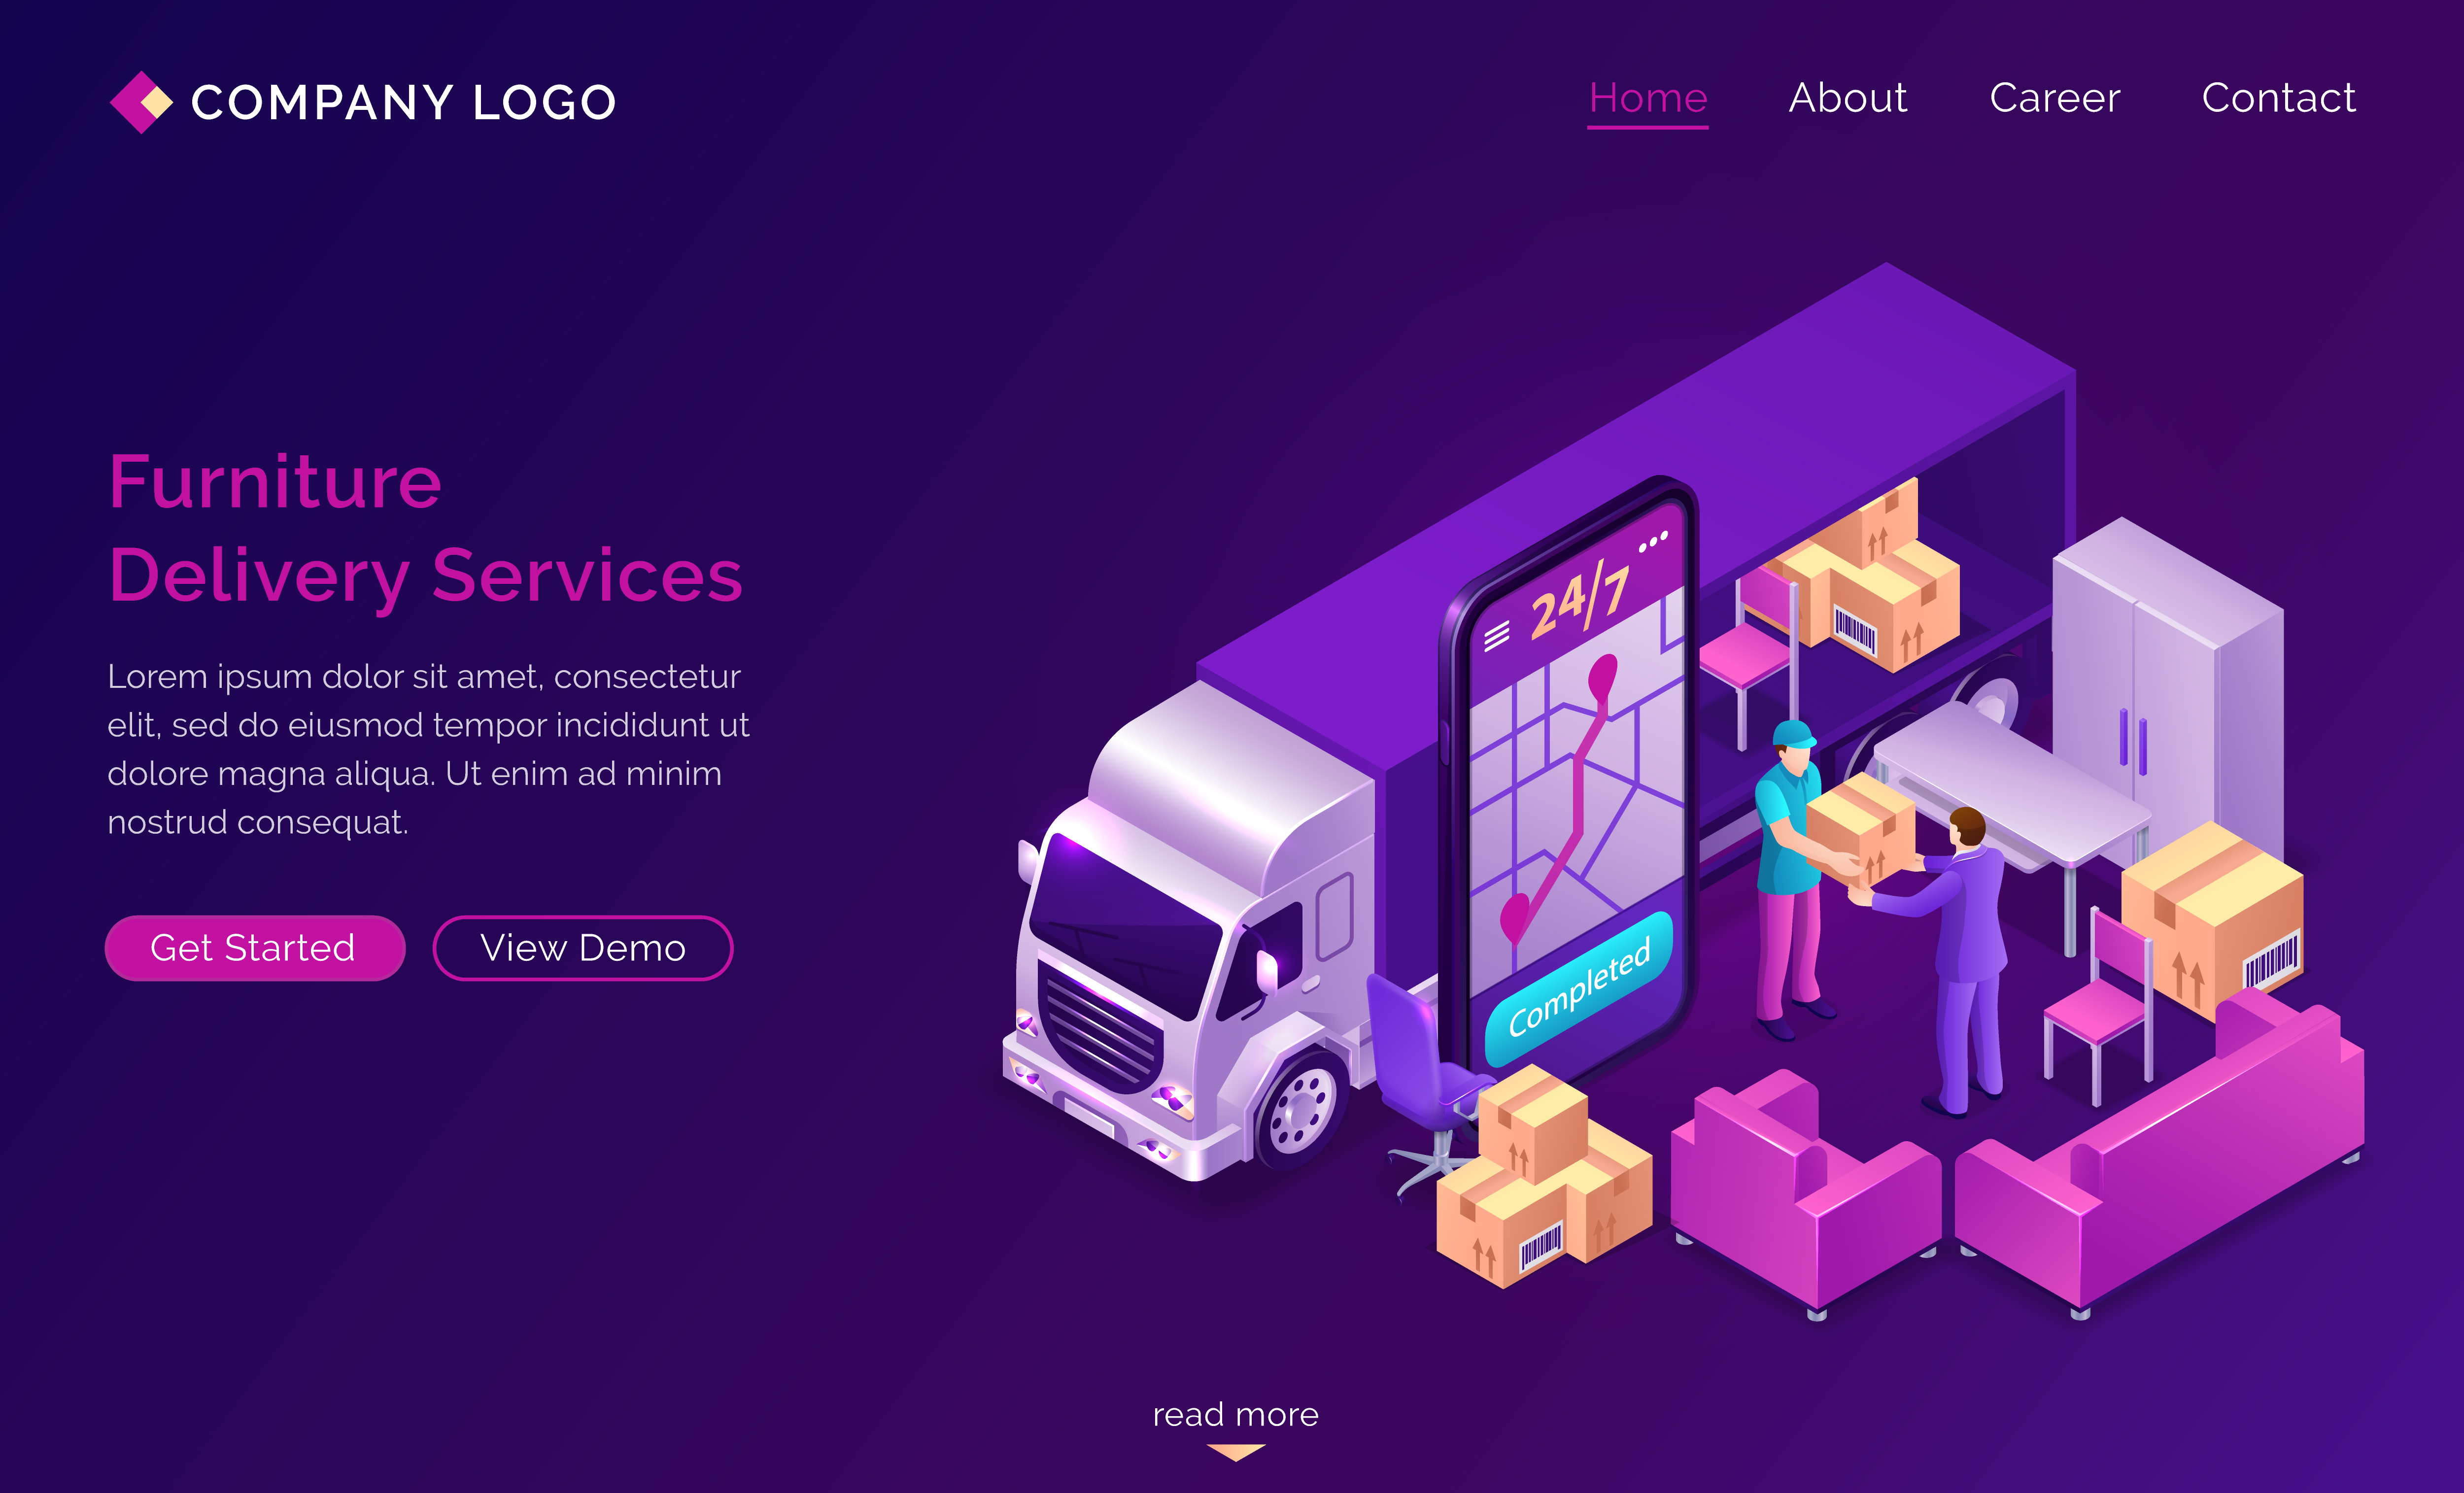 COMPANY LOGO
Home
About
Career
Contact
Furniture
Delivery Services
Lorem ipsum dolor sit amet, consectetur
elit, sed do eiusmod tempor incididunt ut
dolore magna aliqua. Ut enim ad minim
nostrud consequat.
Get Started
View Demo
24/7
Completed
read more